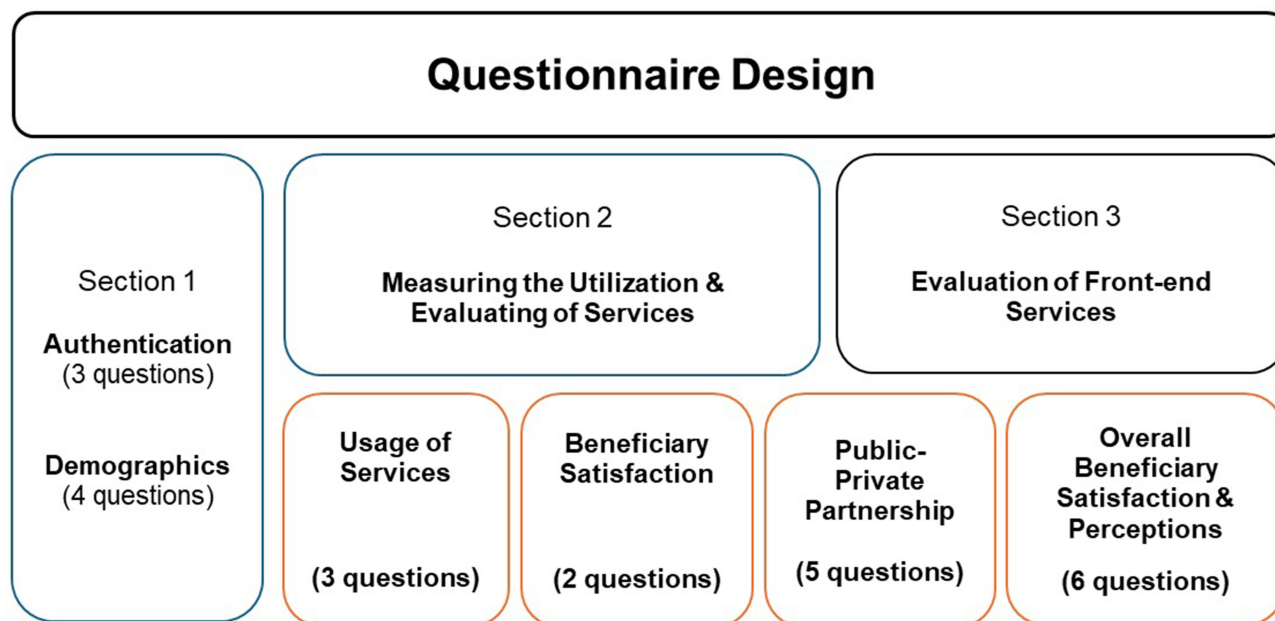 Questionnaire Design
Section 1
Authentication
(3 questions)
Demographics
(4 questions)
Section 2
Measuring the Utilization &
Evaluating of Services
Section 3
Evaluation of Front-end
Services
Usage of
Services
(3 questions)
Beneficiary
Satisfaction
(2 questions)
Public-
Private
Partnership
(5 questions)
Overall
Beneficiary
Satisfaction &
Perceptions
(6 questions)